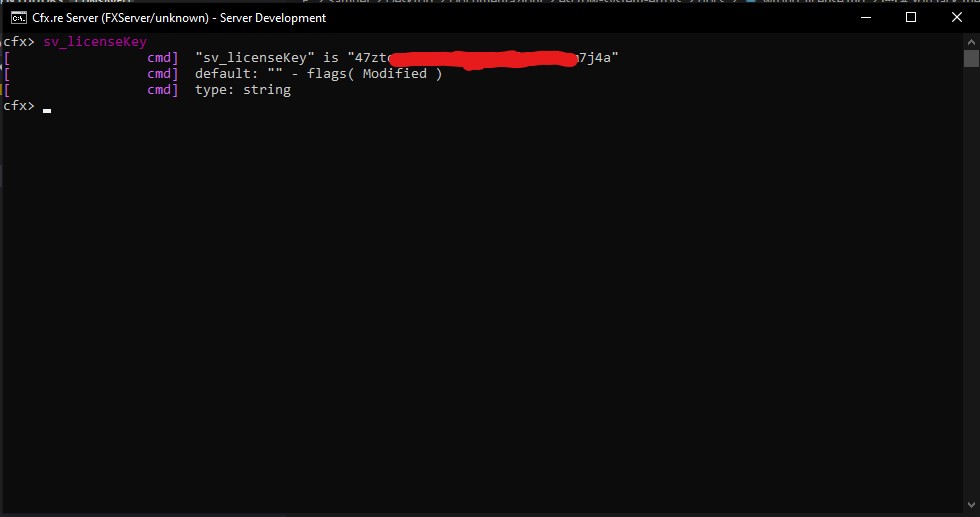 Cfx.re Server (FXServer/unknown) - Server Development
cfx> sv_licenseKey
[ cmd] "sv_licenseKey" is "47zt 7j4a"
[ cmd] default: "" - flags( Modified )
[ cmd] type: string
cfx>